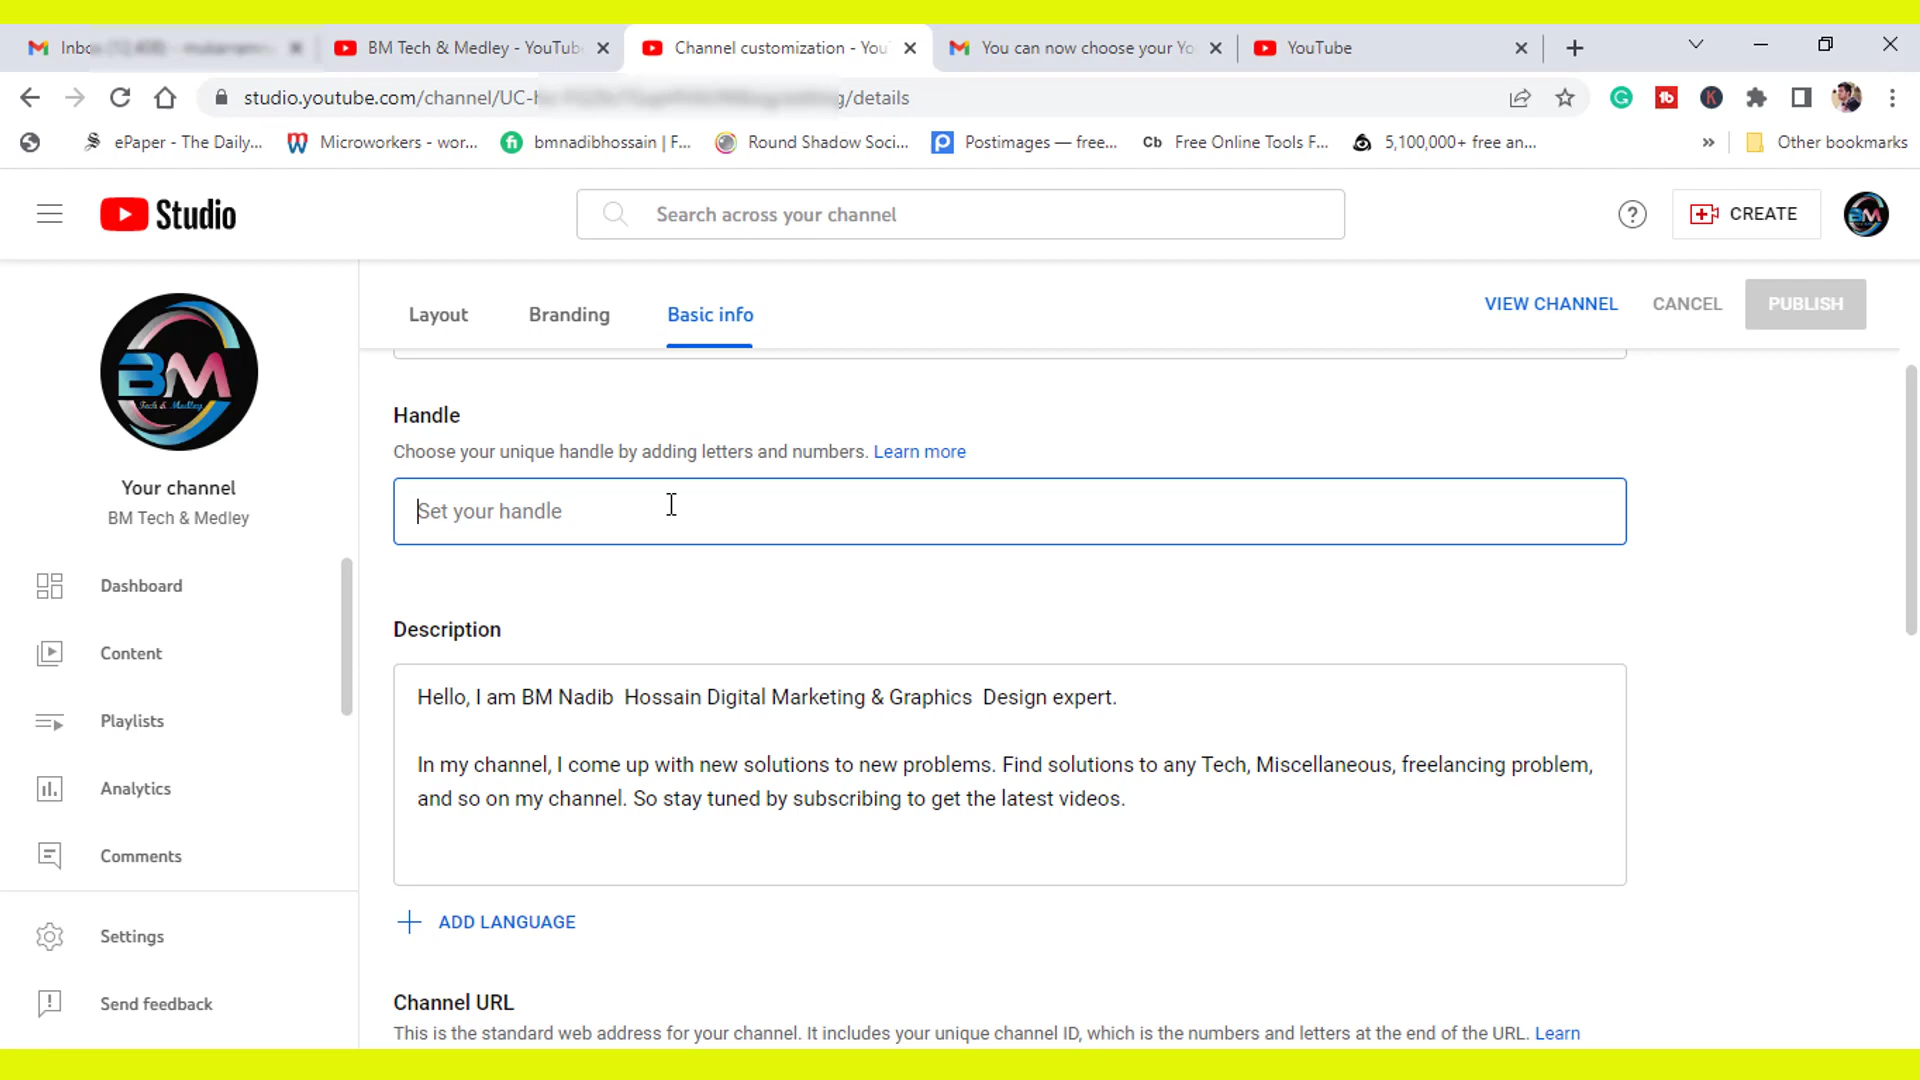 Inbo
BM Tech & Medley - YouTub
Channel customization - You
You can now choose your Yo
YouTube
studio.youtube.com/channel/UC- g/details
ePaper - The Daily...
Microworkers - wor...
bmnadibhossain | F...
Round Shadow Soci...
Postimages — free...
Cb Free Online Tools F...
5,100,000+ free an...
»
Other bookmarks
Studio
Search across your channel
CREATE
BM
Layout
Branding
Basic info
VIEW CHANNEL
CANCEL
PUBLISH
BM
Tech & Medley
Your channel
BM Tech & Medley
Dashboard
Content
Playlists
Analytics
Comments
Settings
Send feedback
Handle
Choose your unique handle by adding letters and numbers. Learn more
Set your handle
Description
Hello, I am BM Nadib  Hossain Digital Marketing & Graphics  Design expert.
In my channel, I come up with new solutions to new problems. Find solutions to any Tech, Miscellaneous, freelancing problem,
and so on my channel. So stay tuned by subscribing to get the latest videos.
ADD LANGUAGE
Channel URL
This is the standard web address for your channel. It includes your unique channel ID, which is the numbers and letters at the end of the URL. Learn